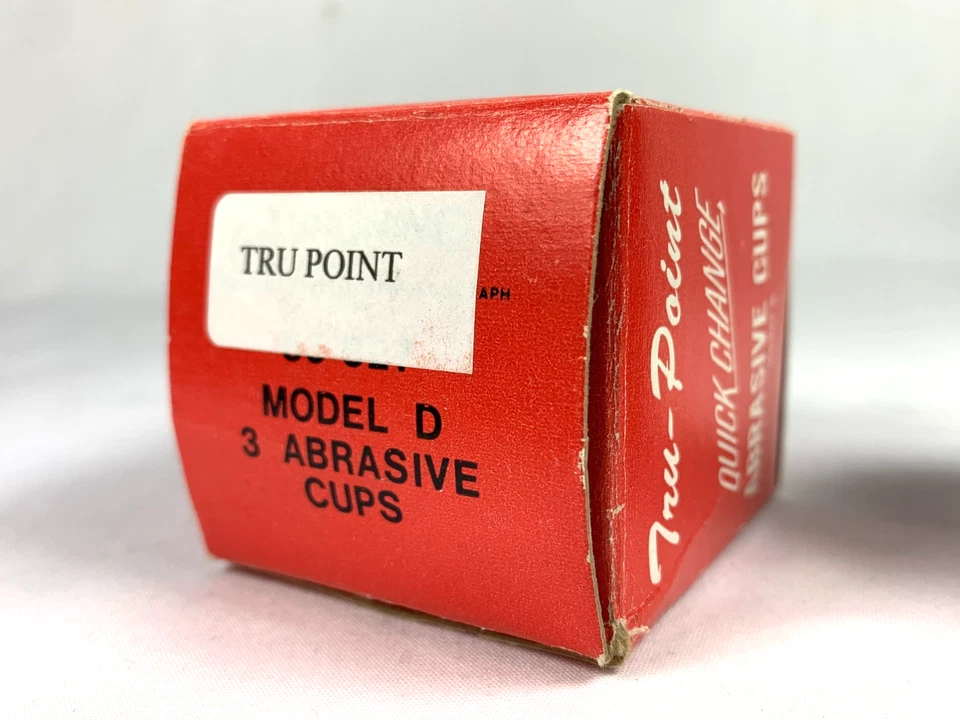 TRU POINT
APH
MODEL D
3 ABRASIVE
CUPS
Tru-Point
QUICK CHANGE,
ABRASIVE CUPS